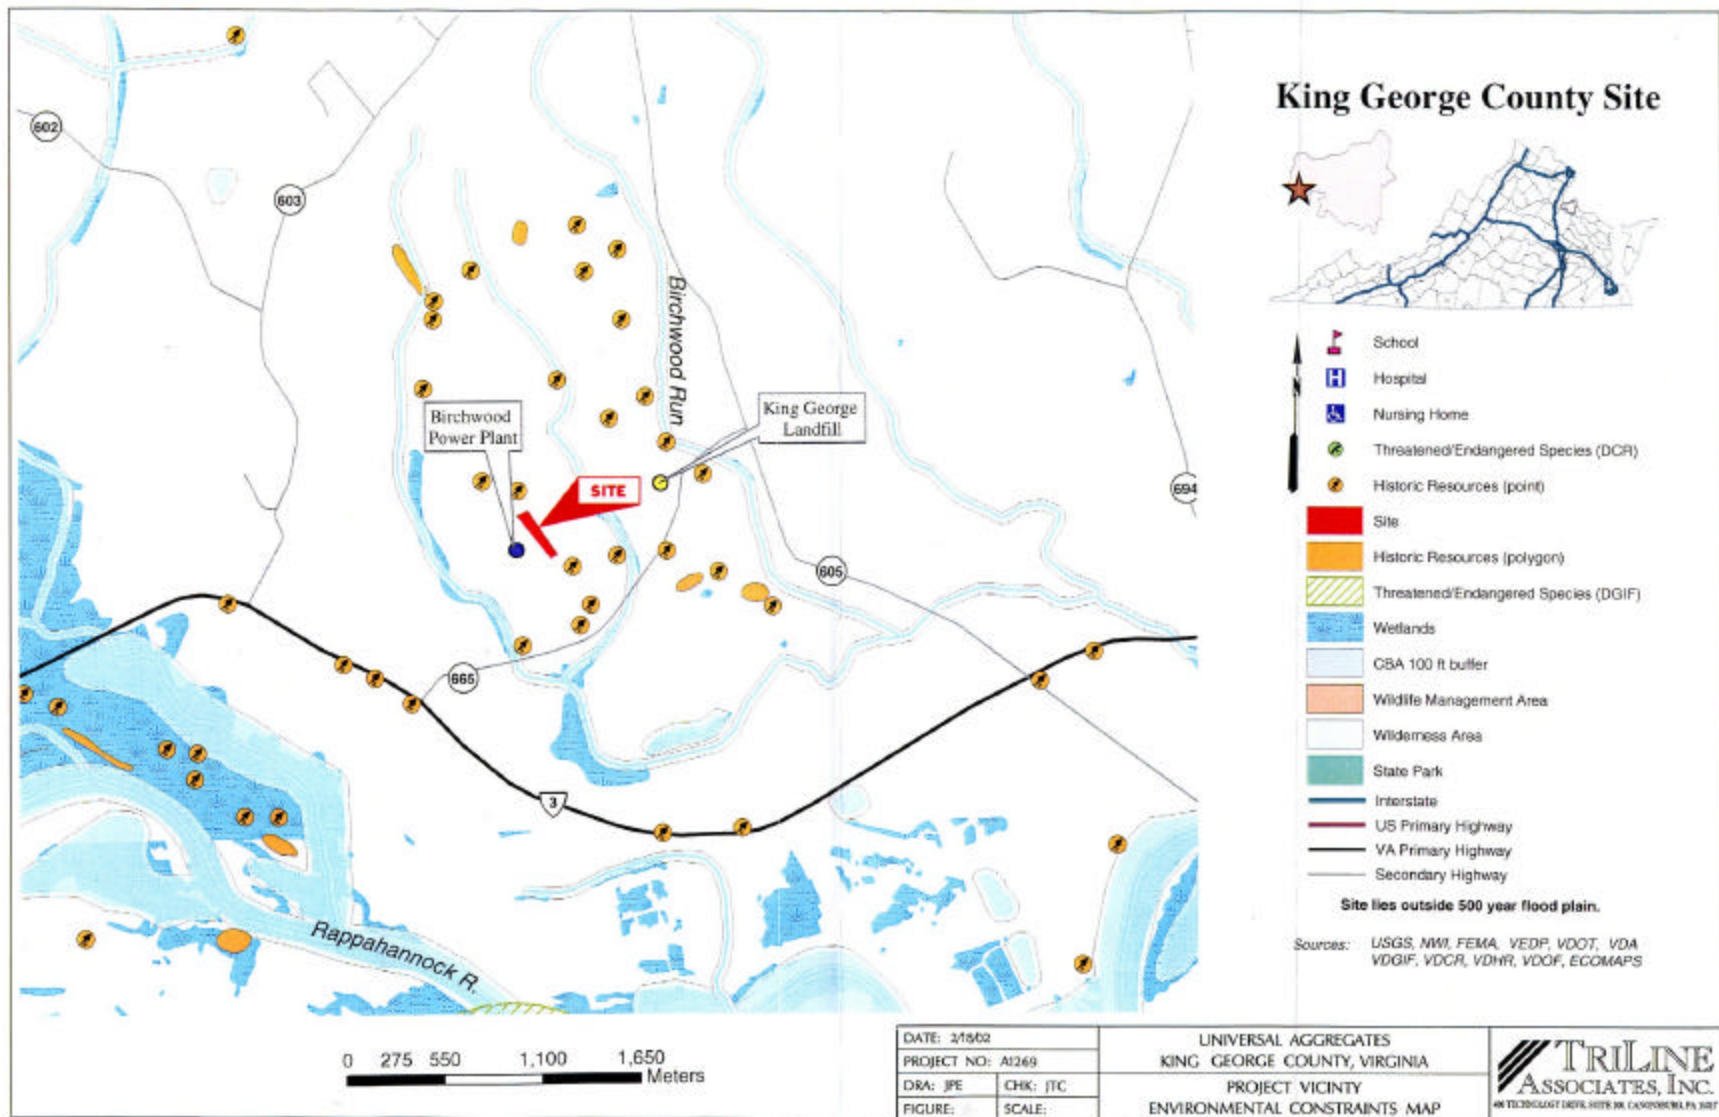 King George County Site
602
603
Birchwood Run
Birchwood
Power Plant
King George
Landfill
SITE
694
605
665
3
Rappahannock R.
N
School
H
Hospital
Nursing Home
Threatened/Endangered Species (DCR)
Historic Resources (point)
Site
Historic Resources (polygon)
Threatened/Endangered Species (DGIF)
Wetlands
CBA 100 ft buffer
Wildlife Management Area
Wilderness Area
State Park
Interstate
US Primary Highway
VA Primary Highway
Secondary Highway
Site lies outside 500 year flood plain.
Sources: USGS, NWI, FEMA, VEDP, VDOT, VDA
VDGIF, VDCR, VDHR, VDOF, ECOMAPS
0 275 550 1,100 1,650
Meters
DATE: 2/18/02
PROJECT NO: A1269
DRA: JPE CHK: JTC
FIGURE: SCALE:
UNIVERSAL AGGREGATES
KING GEORGE COUNTY, VIRGINIA
PROJECT VICINTY
ENVIRONMENTAL CONSTRAINTS MAP
TRILINE
ASSOCIATES, INC.